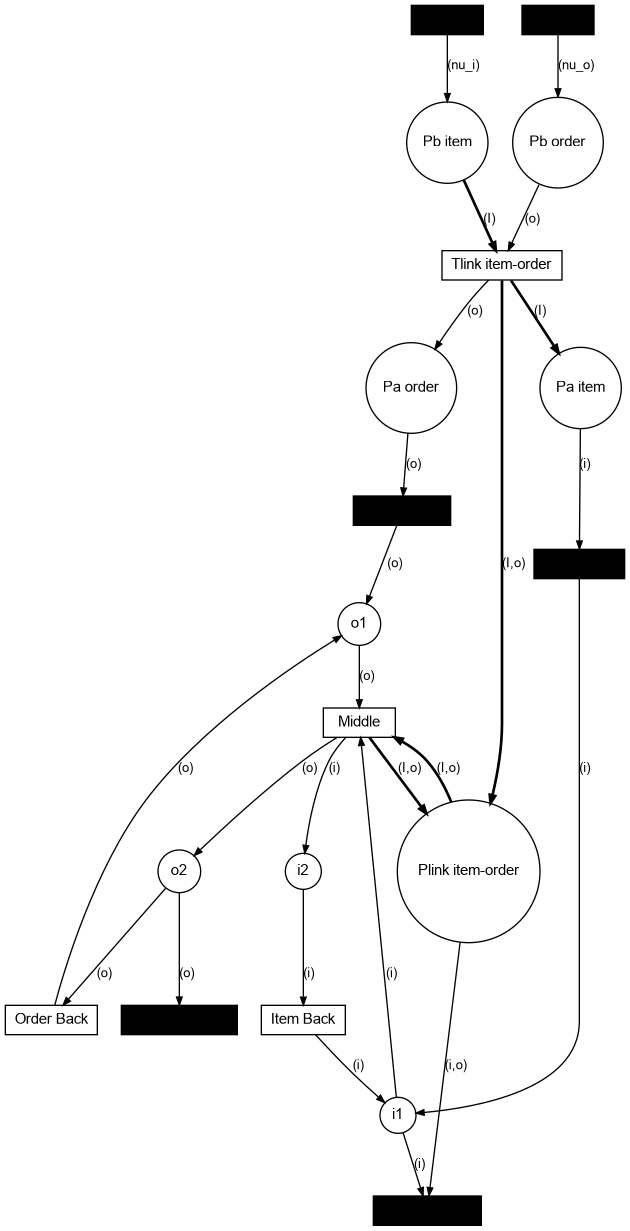 (nu_i)
(nu_o)
Pb item
Pb order
(I)
(o)
Tlink item-order
(o)
(I)
Pa order
Pa item
(o)
(i)
(o)
(I,o)
o1
(o)
Middle
(o)
(o)
(i)
(I,o)
(I,o)
(i)
o2
i2
Plink item-order
(o)
(o)
(i)
(i)
Order Back
Item Back
(i)
(i,o)
i1
(i)